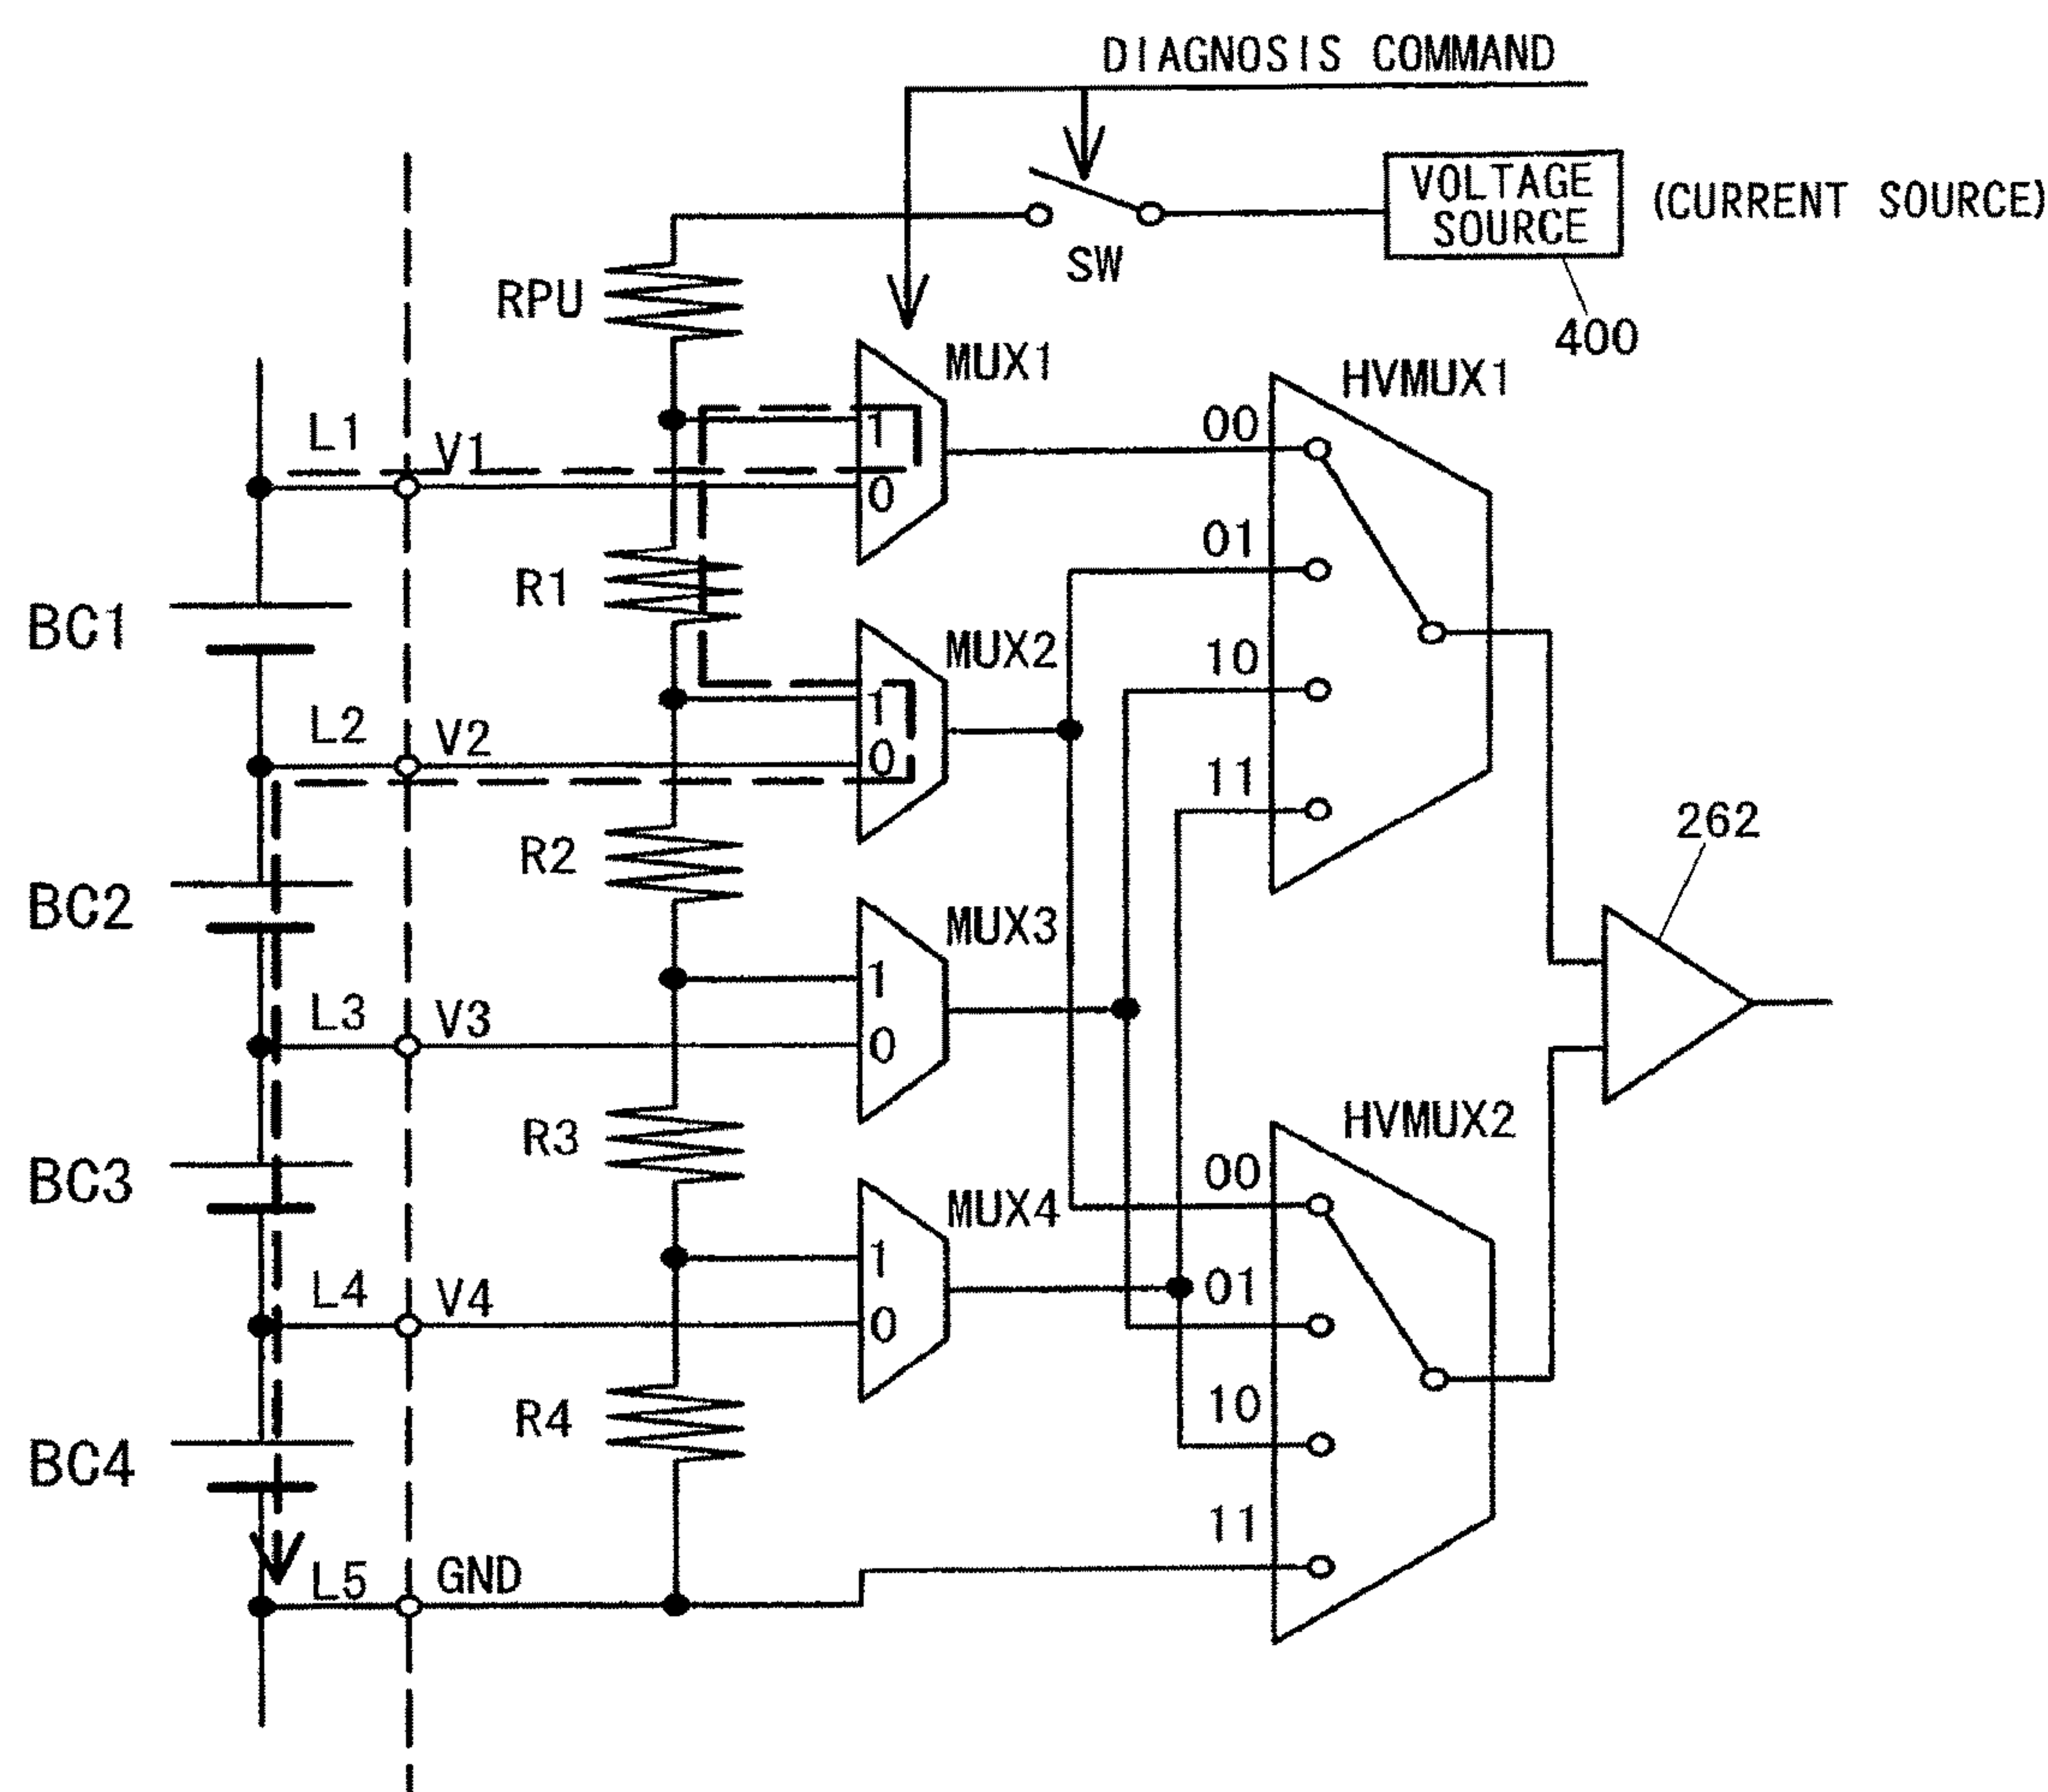 DIAGNOSIS COMMAND
VOLTAGE
SOURCE
(CURRENT SOURCE)
SW
400
RPU
MUX1
HVMUX1
L1
V1
1
0
00
01
10
11
R1
BC1
MUX2
L2
V2
1
0
262
R2
BC2
MUX3
L3
V3
1
0
R3
BC3
HVMUX2
00
01
10
11
MUX4
L4
V4
1
0
R4
BC4
L5
GND